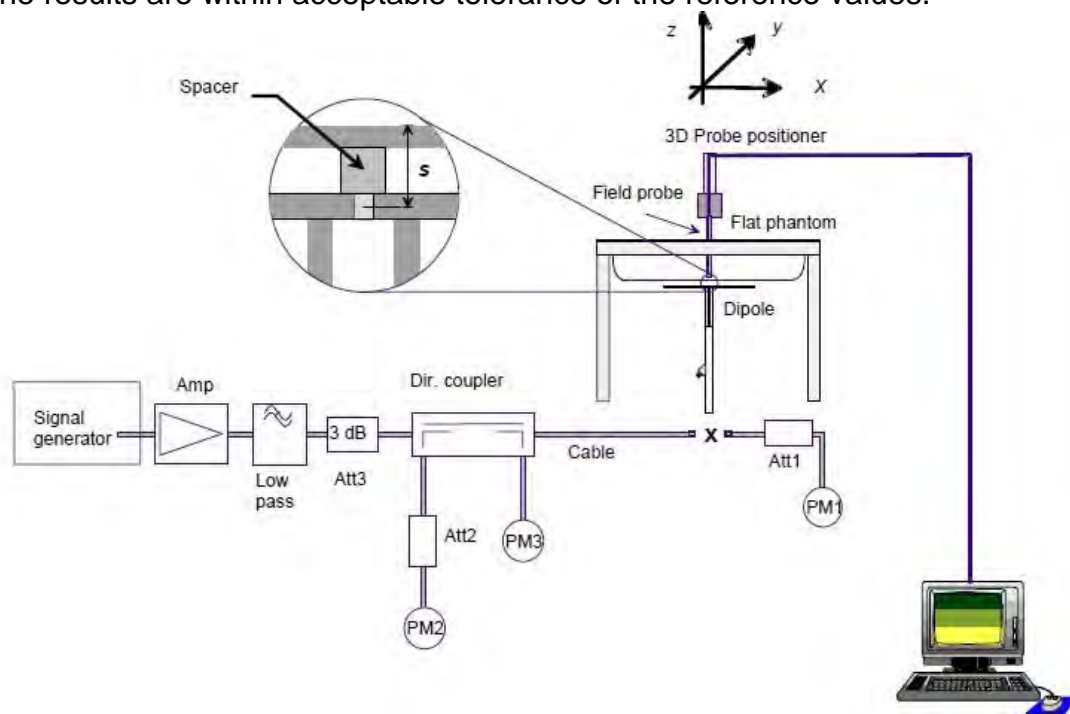 the results are within acceptable tolerance of the reference values.
z
y
x
Spacer
s
3D Probe positioner
Field probe
Flat phantom
Dipole
Signal
generator
Amp
Low
pass
3 dB
Att3
Dir. coupler
Cable
x
Att1
PM1
Att2
PM3
PM2